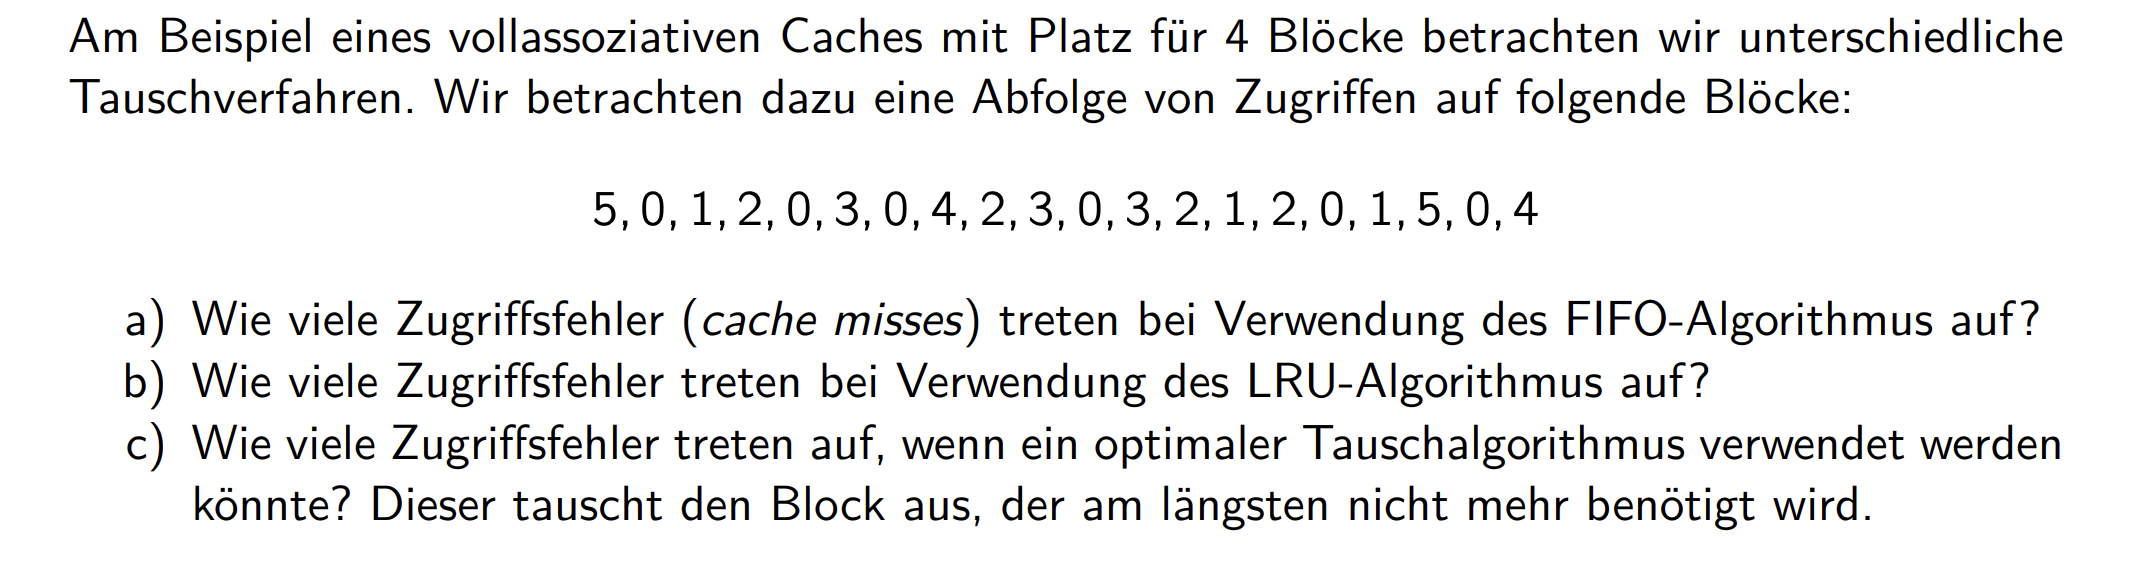 Am Beispiel eines vollassoziativen Caches mit Platz für 4 Blöcke betrachten wir unterschiedliche
Tauschverfahren. Wir betrachten dazu eine Abfolge von Zugriffen auf folgende Blöcke:
5, 0, 1, 2, 0, 3, 0, 4, 2, 3, 0, 3, 2, 1, 2, 0, 1, 5, 0, 4
a) Wie viele Zugriffsfehler (cache misses) treten bei Verwendung des FIFO-Algorithmus auf?
b) Wie viele Zugriffsfehler treten bei Verwendung des LRU-Algorithmus auf?
c) Wie viele Zugriffsfehler treten auf, wenn ein optimaler Tauschalgorithmus verwendet werden
könnte? Dieser tauscht den Block aus, der am längsten nicht mehr benötigt wird.